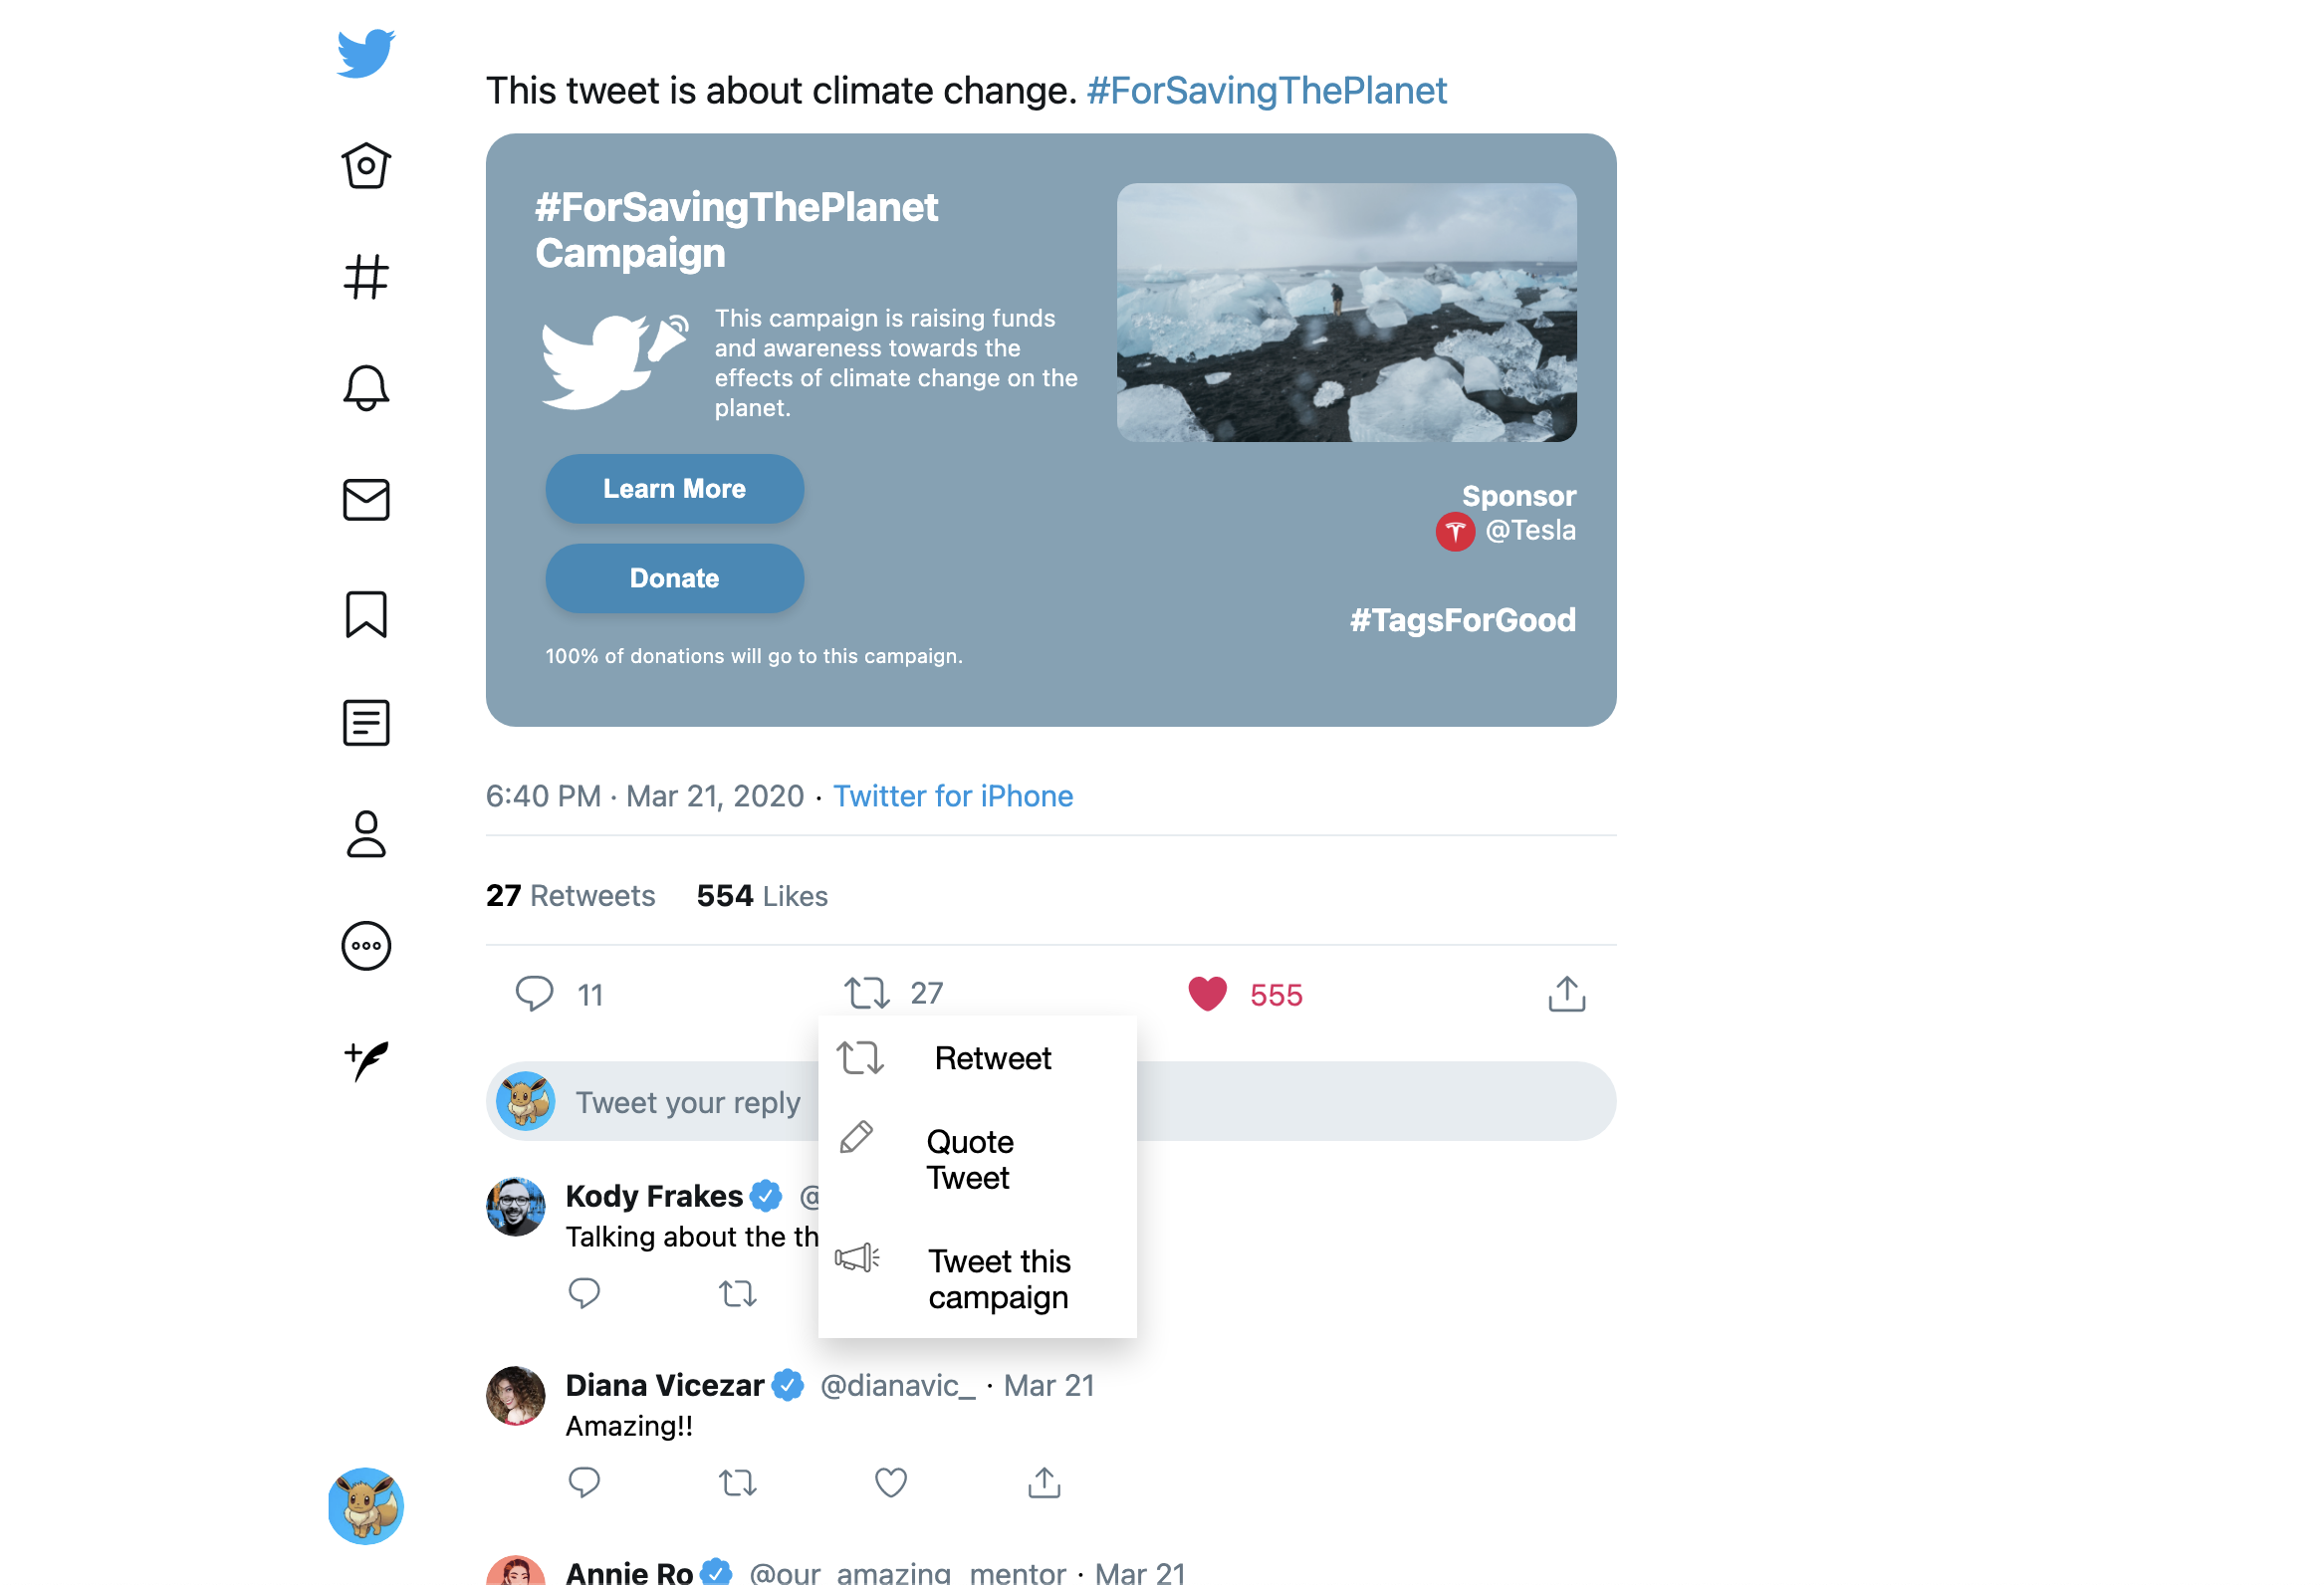 This tweet is about climate change. #ForSavingThePlanet
#ForSavingThePlanet
Campaign
This campaign is raising funds
and awareness towards the
effects of climate change on the
planet.
Learn More
Donate
100% of donations will go to this campaign.
Sponsor
@Tesla
#TagsForGood
6:40 PM · Mar 21, 2020 · Twitter for iPhone
27 Retweets 554 Likes
11 27 555
Retweet
Quote
Tweet
Tweet this
campaign
Tweet your reply
Kody Frakes @
Talking about the th
Diana Vicezar @dianavic_ · Mar 21
Amazing!!
Annie Ro @our_amazing_mentor · Mar 21